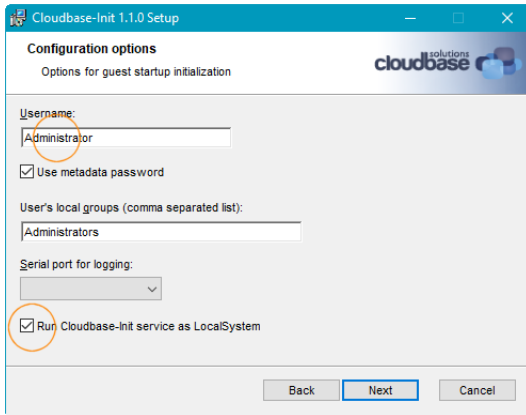 Cloudbase-Init 1.1.0 Setup
Configuration options
Options for guest startup initialization
solutions
cloudbase
Username:
Administrator
Use metadata password
User's local groups (comma separated list):
Administrators
Serial port for logging:
Run Cloudbase-Init service as LocalSystem
Back Next Cancel